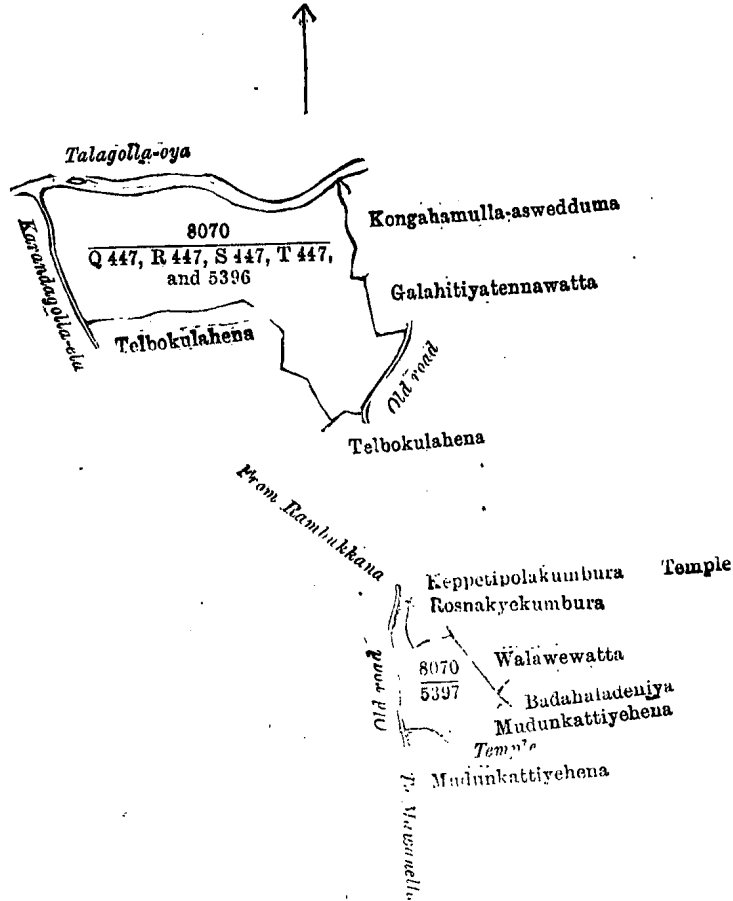 Talagolla-oya
Kongahamulla-aswedduma
8070
Q 447, R 447, S 447, T 447,
and 5396
Karandagolla-ela
Galahitiyatennawatta
Telbokulahena
Old road
Telbokulahena
From Rambukkana
Keppetipolakumbura Temple
Rosnakyekumbura
Walawewatta
8070
5397
Old road
Badahaladeniya
Mudunkattiyehena
Temple
Mudunkattiyehena
To